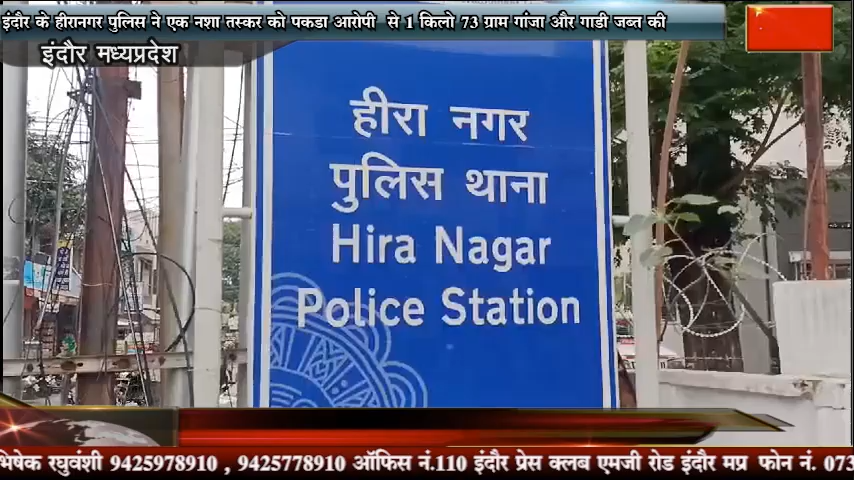 इंदौर के हीरानगर पुलिस ने एक नशा तस्कर को पकडा आरोपी से 1 किलो 73 ग्राम गांजा और गाडी जब्त की
इंदौर मध्यप्रदेश
हीरा नगर
पुलिस थाना
Hira Nagar
Police Station
भिषेक रघुवंशी 9425978910 , 9425778910 ऑफिस नं.110 इंदौर प्रेस क्लब एमजी रोड इंदौर मप्र फोन नं. 073